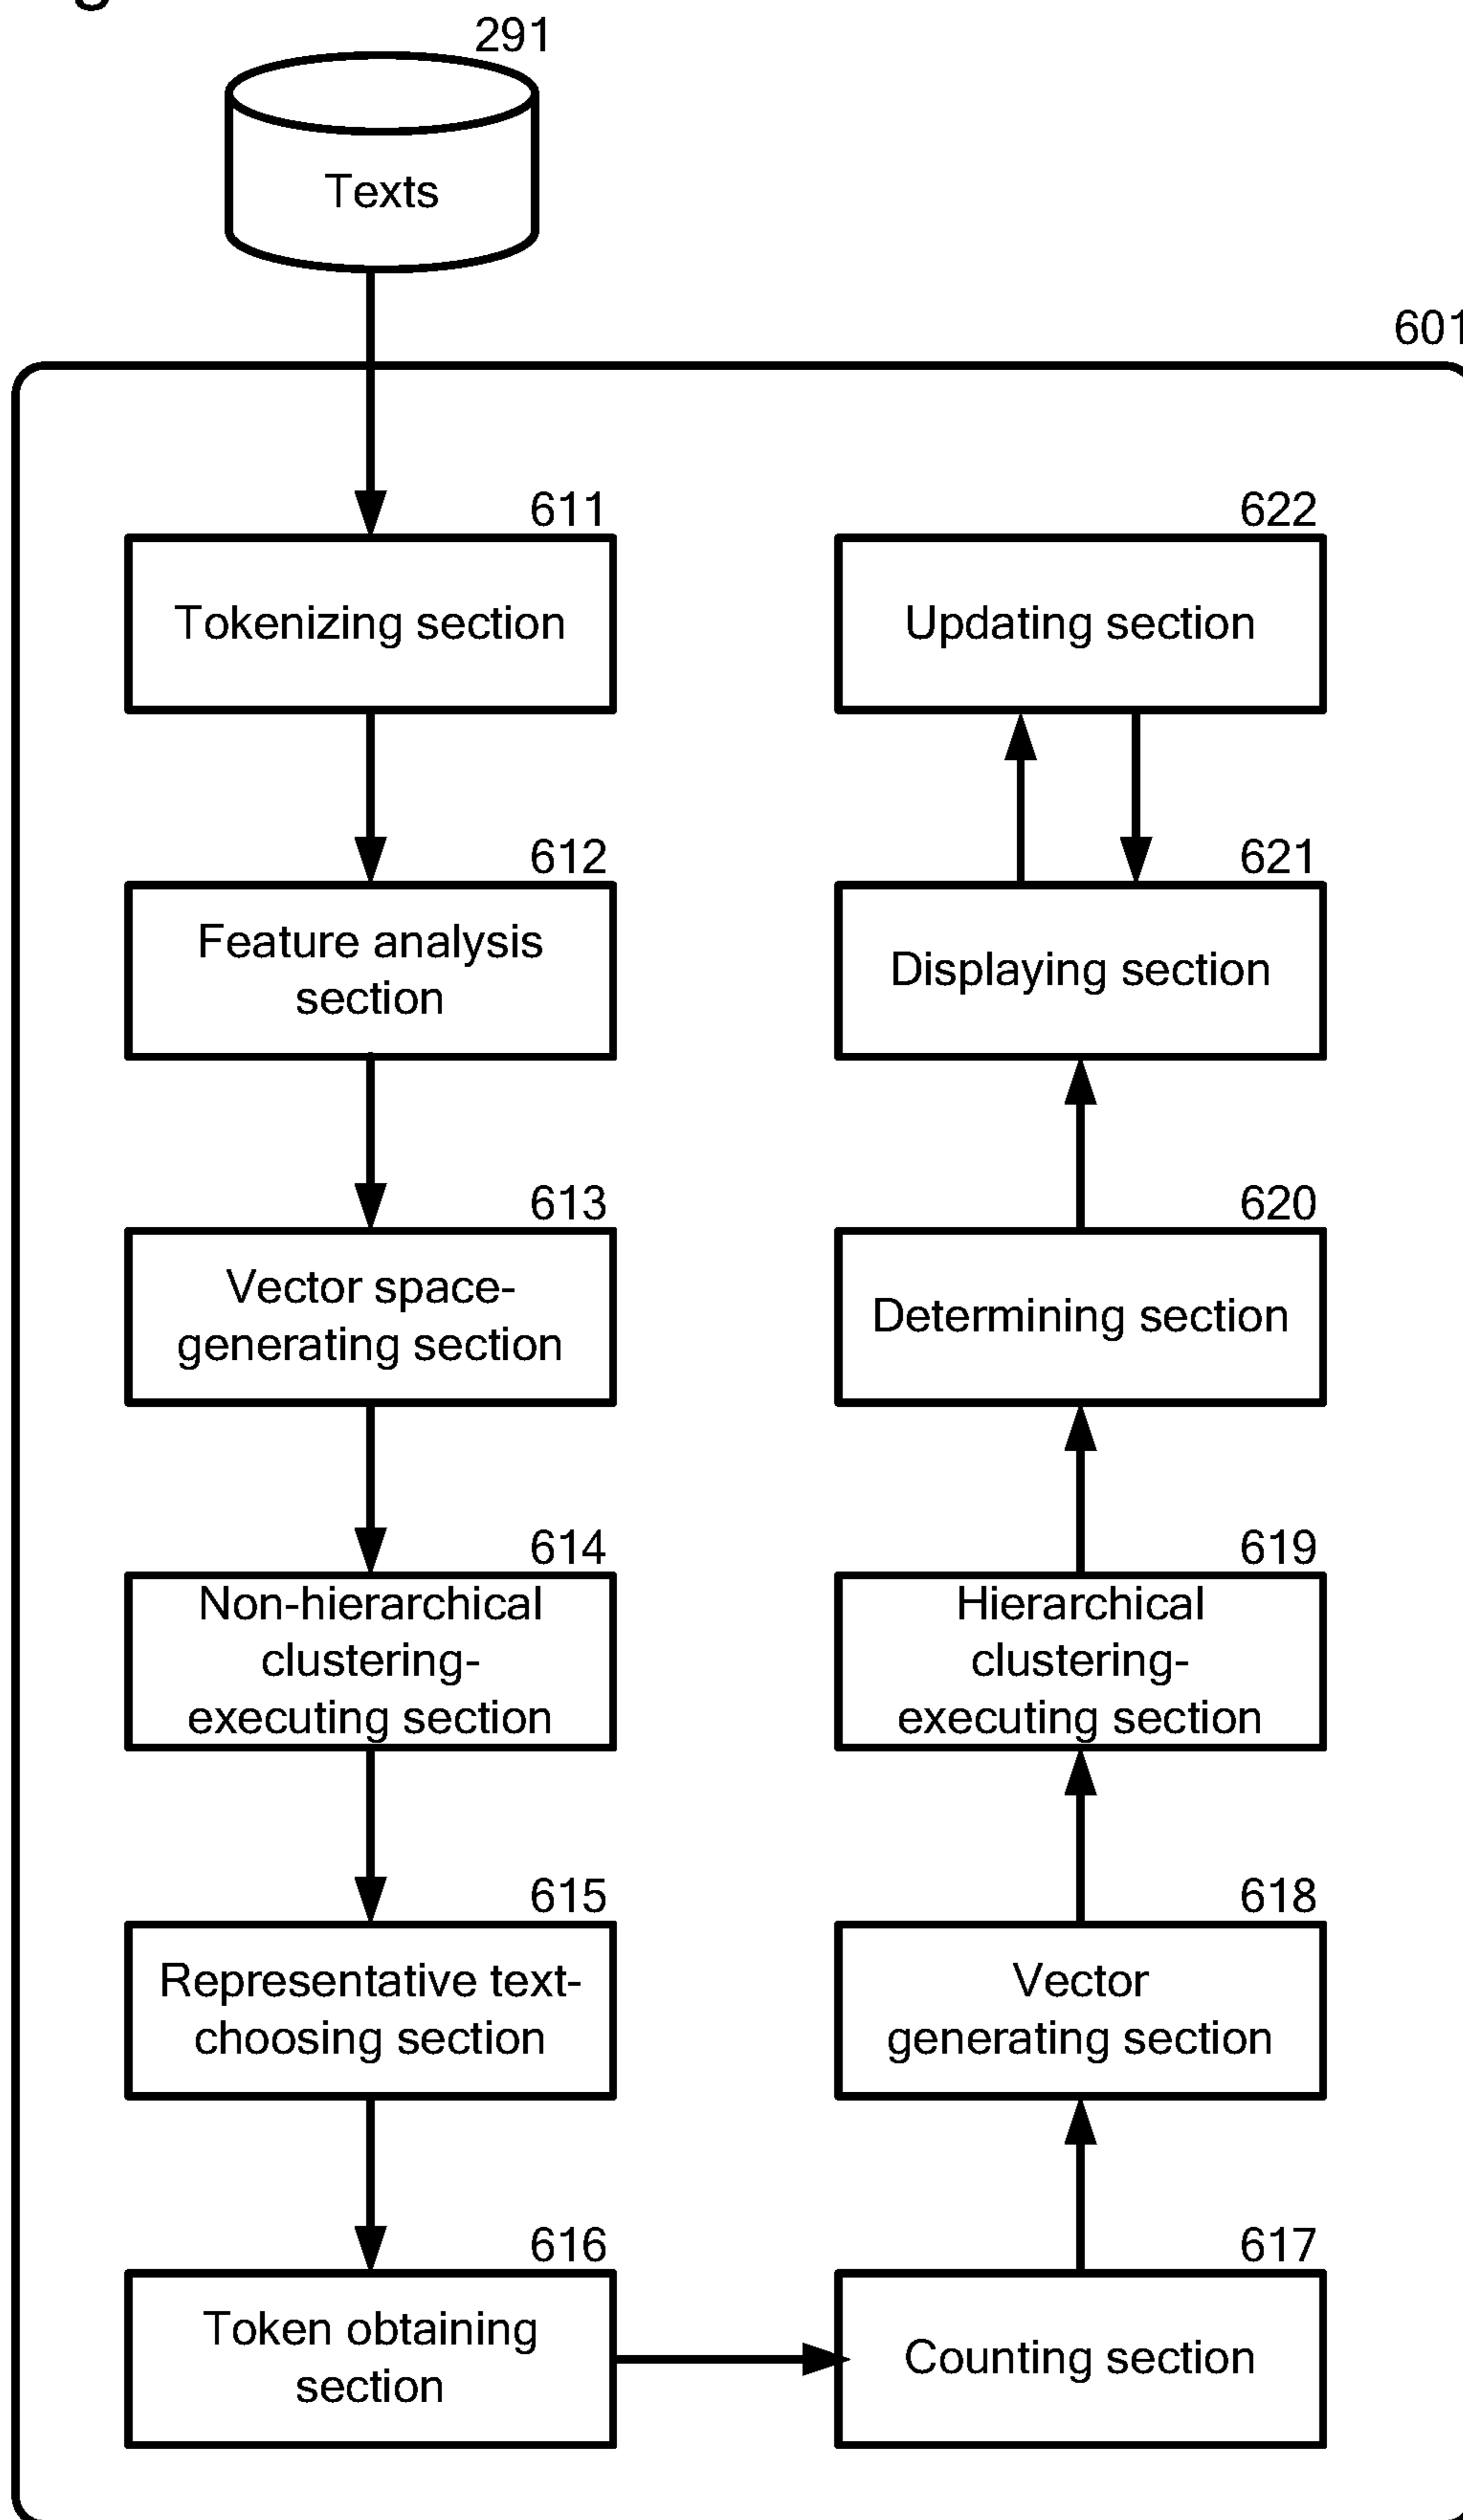 291
Texts
601
611
Tokenizing section
612
Feature analysis
section
613
Vector space-
generating section
614
Non-hierarchical
clustering-
executing section
615
Representative text-
choosing section
616
Token obtaining
section
622
Updating section
621
Displaying section
620
Determining section
619
Hierarchical
clustering-
executing section
618
Vector
generating section
617
Counting section